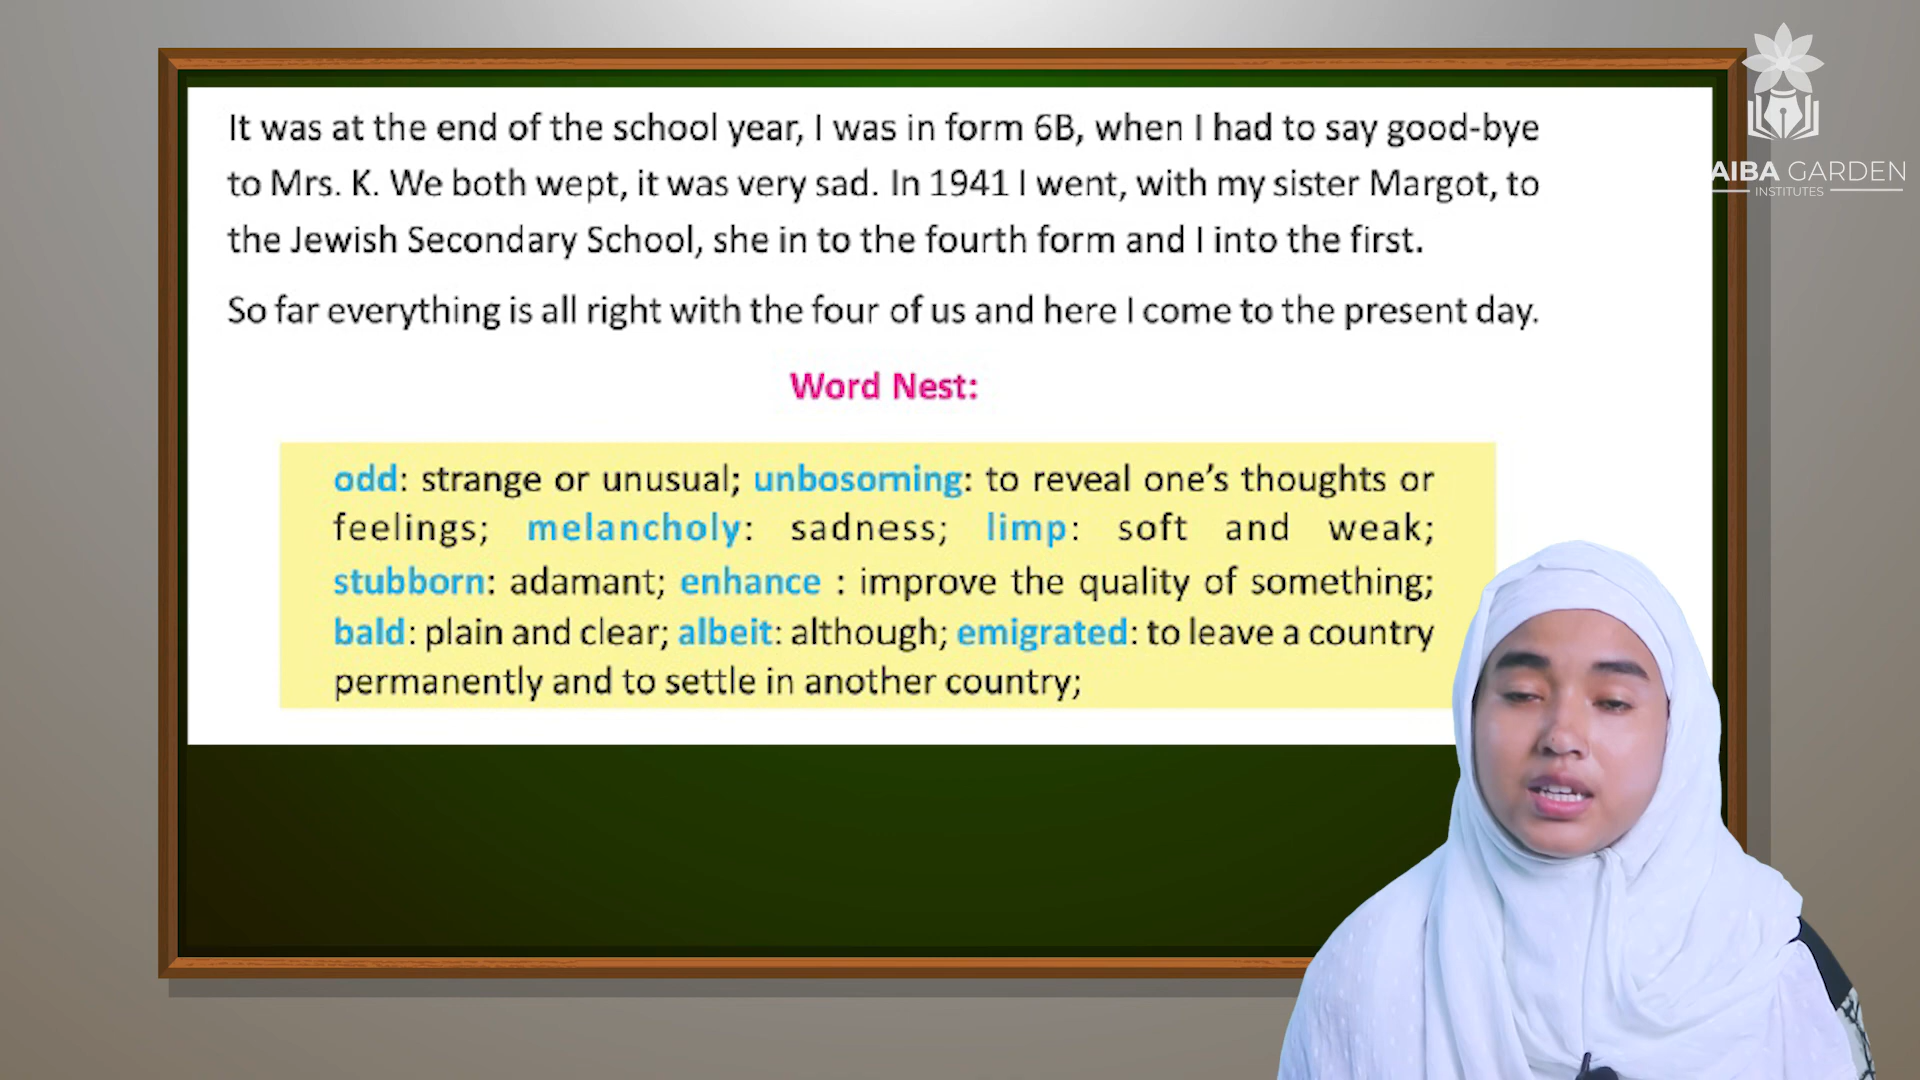 It was at the end of the school year, I was in form 6B, when I had to say good-bye
to Mrs. K. We both wept, it was very sad. In 1941 I went, with my sister Margot, to
the Jewish Secondary School, she in to the fourth form and I into the first.
So far everything is all right with the four of us and here I come to the present day.
Word Nest:
odd: strange or unusual; unbosoming: to reveal one's thoughts or
feelings; melancholy: sadness; limp: soft and weak;
stubborn: adamant; enhance : improve the quality of something;
bald: plain and clear; albeit: although; emigrated: to leave a country
permanently and to settle in another country;
AIBA GARDEN
INSTITUTES